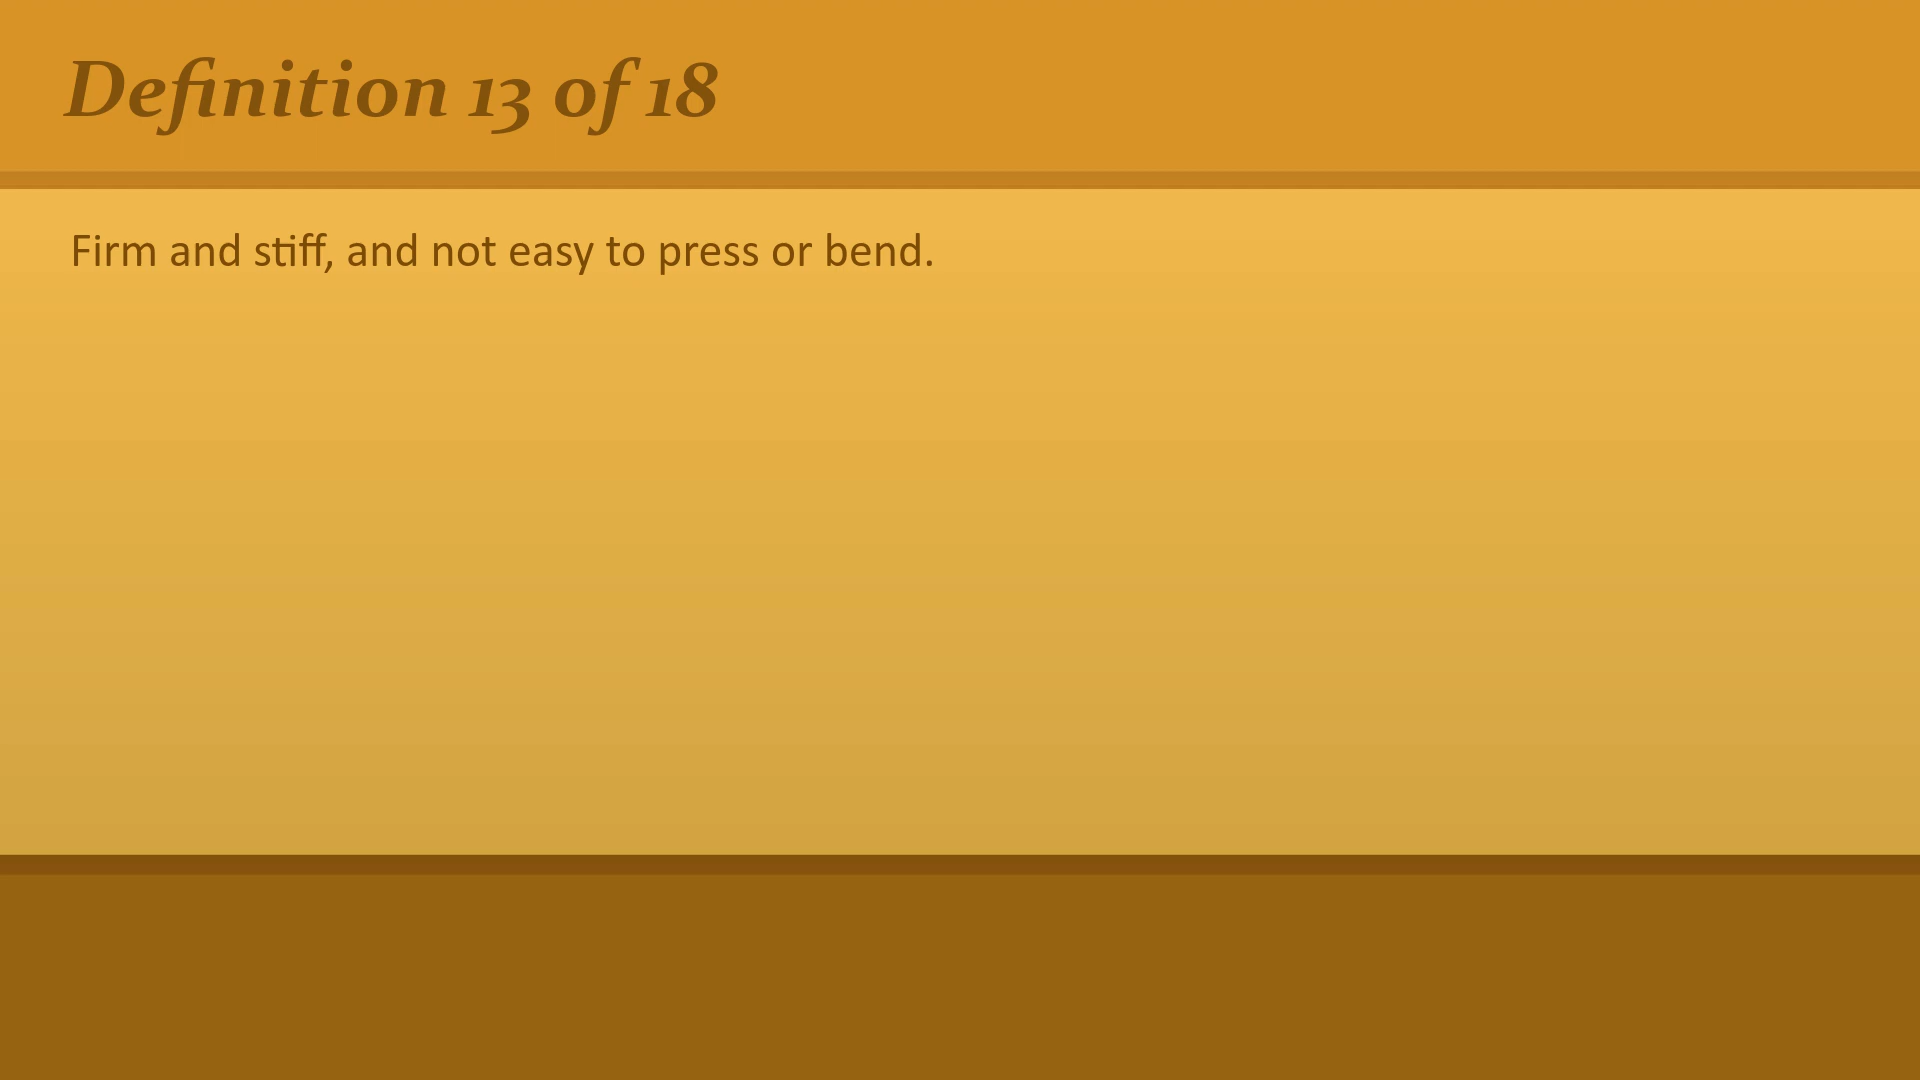 Definition 13 of 18
Firm and stiff, and not easy to press or bend.